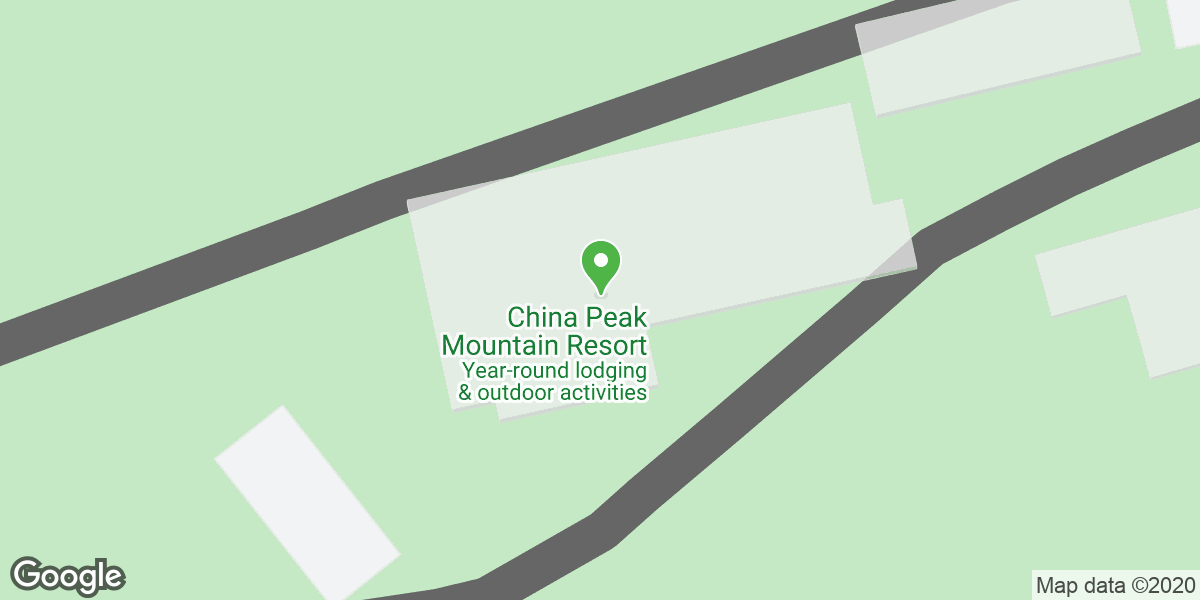 China Peak
Mountain Resort
Year-round lodging
& outdoor activities
Google
Map data ©2020